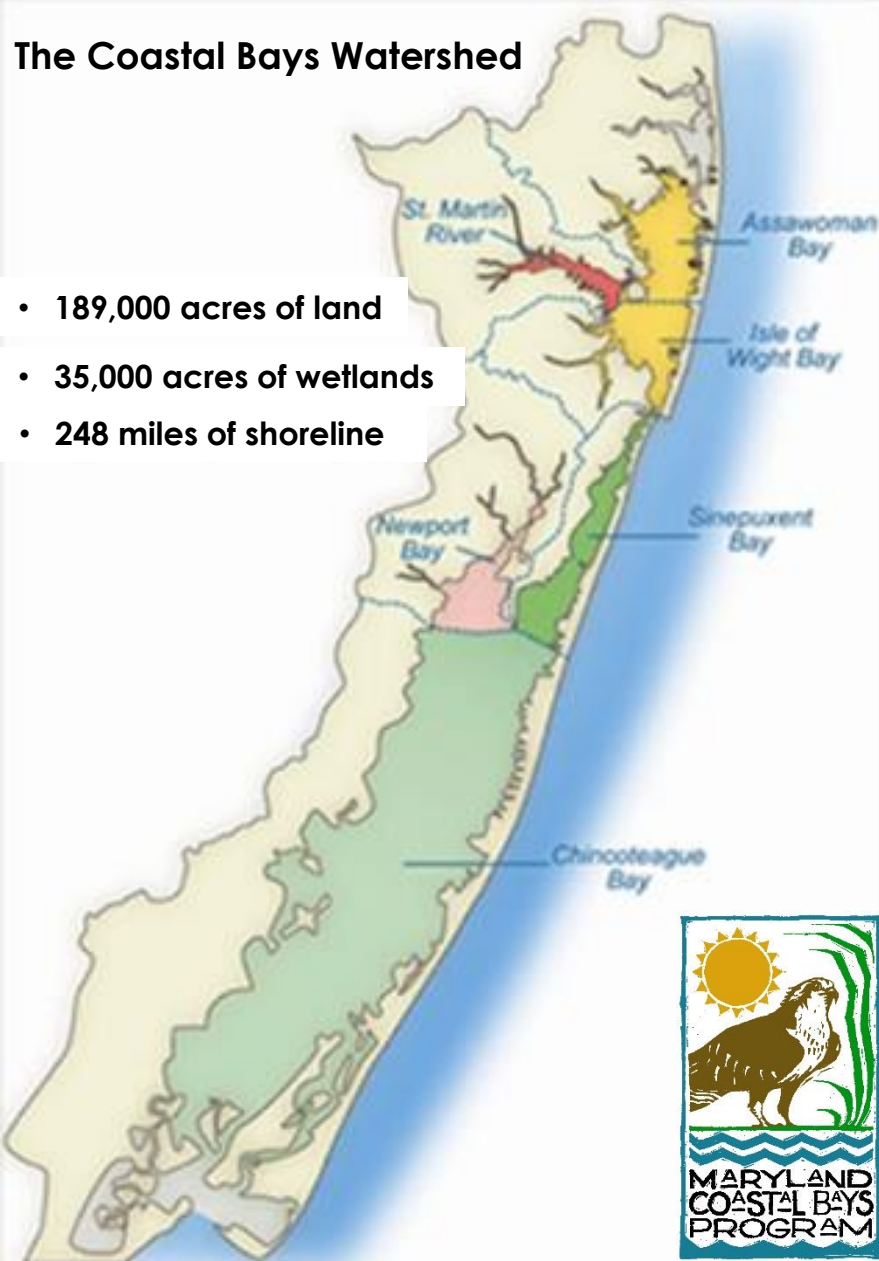 The Coastal Bays Watershed
St. Martin
River
Assawoman
Bay
• 189,000 acres of land
Isle of
Wight Bay
• 35,000 acres of wetlands
• 248 miles of shoreline
Newport
Bay
Sinepuxent
Bay
Chincoteague
Bay
MARYLAND
COASTAL BAYS
PROGRAM